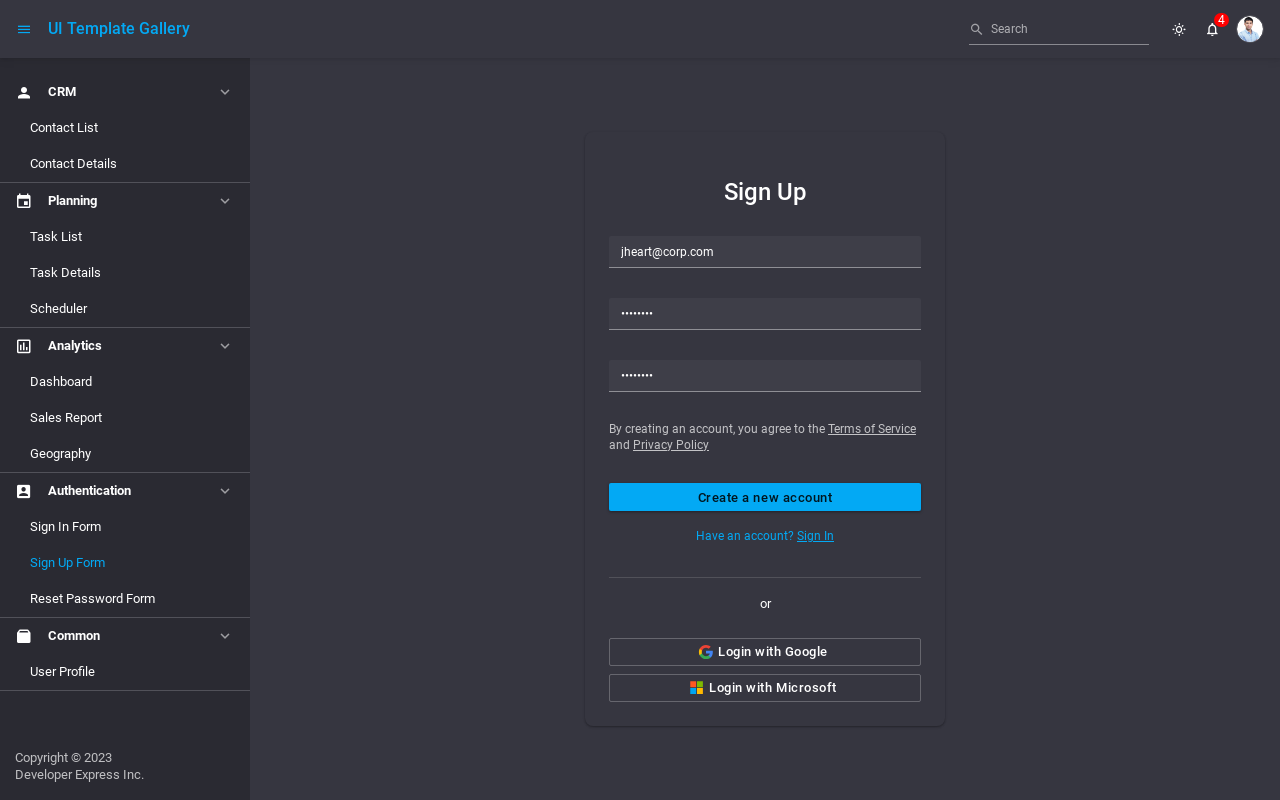 UI Template Gallery
Search
4
CRM
Contact List
Contact Details
Planning
Task List
Task Details
Scheduler
Analytics
Dashboard
Sales Report
Geography
Authentication
Sign In Form
Sign Up Form
Reset Password Form
Common
User Profile
Copyright © 2023
Developer Express Inc.
Sign Up
jheart@corp.com
••••••••
••••••••
By creating an account, you agree to the Terms of Service
and Privacy Policy
Create a new account
Have an account? Sign In
or
Login with Google
Login with Microsoft